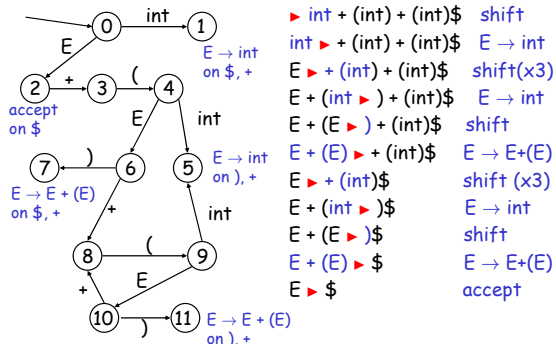 0 int 1
E
E → int
on $, +
2 + 3 ( 4
accept
on $
E int
7 ) 6 5
E → int
on ), +
E → E + (E)
on $, +
+ int
8 ( 9
+ E
10 ) 11
E → E + (E)
on ), +
► int + (int) + (int)$ shift
int ► + (int) + (int)$ E → int
E ► + (int) + (int)$ shift(x3)
E + (int ► ) + (int)$ E → int
E + (E ► ) + (int)$ shift
E + (E) ► + (int)$ E → E+(E)
E ► + (int)$ shift (x3)
E + (int ► )$ E → int
E + (E ► )$ shift
E + (E) ► $ E → E+(E)
E ► $ accept